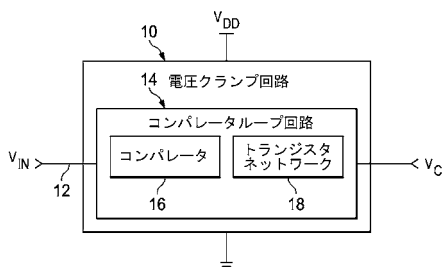 V_DD
10
電圧クランプ回路
14
コンパレータループ回路
V_IN
12
コンパレータ
トランジスタ
ネットワーク
V_C
16
18